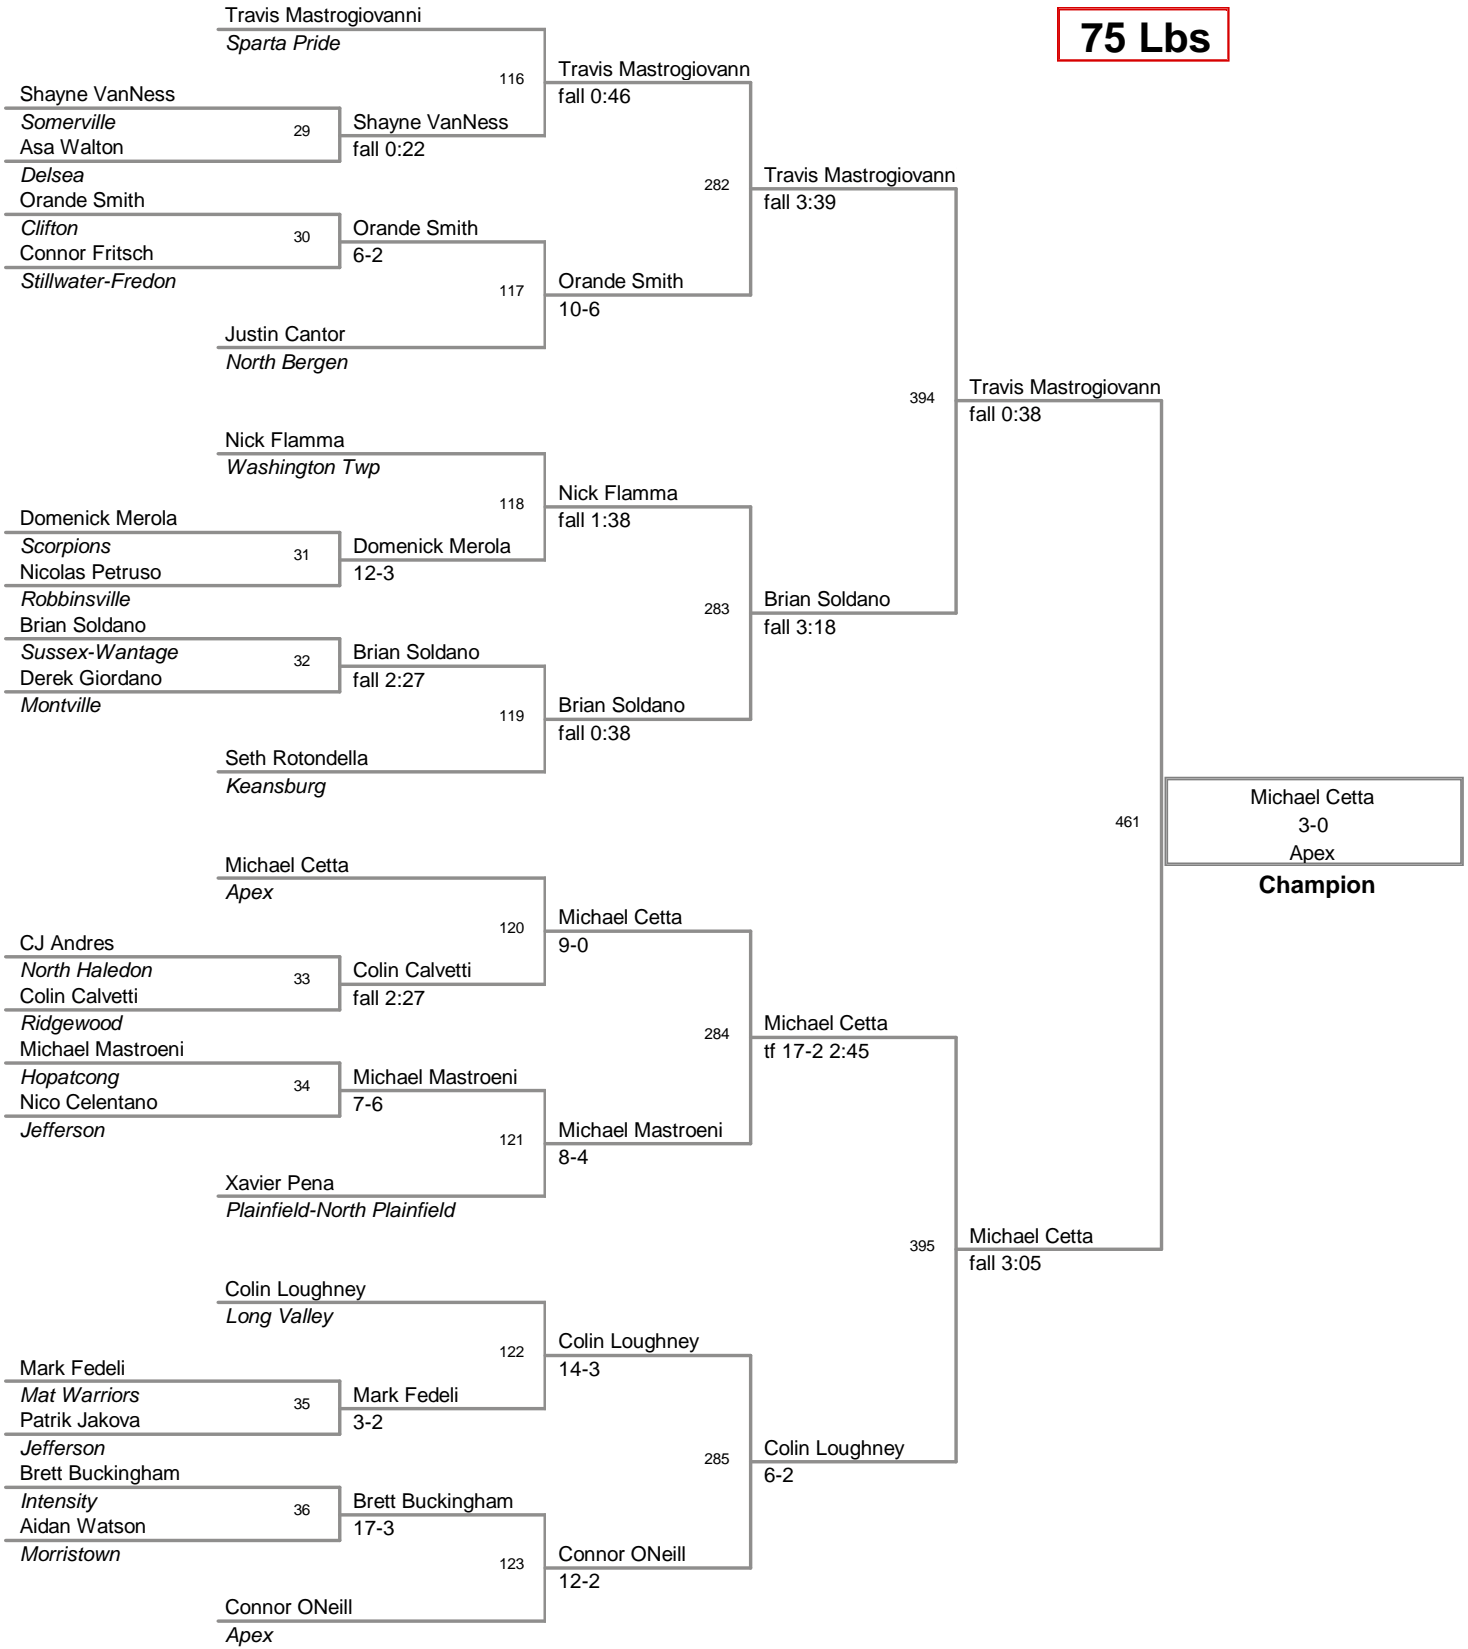 Travis Mastrogiovanni
Sparta Pride
75 Lbs
116
Travis Mastrogiovann
fall 0:46
Shayne VanNess
Somerville
29
Asa Walton
Delsea
Shayne VanNess
fall 0:22
282
Travis Mastrogiovann
fall 3:39
Orande Smith
Clifton
30
Connor Fritsch
Stillwater-Fredon
Orande Smith
6-2
117
Orande Smith
10-6
Justin Cantor
North Bergen
394
Travis Mastrogiovann
fall 0:38
Nick Flamma
Washington Twp
118
Nick Flamma
fall 1:38
Domenick Merola
Scorpions
31
Nicolas Petruso
Robbinsville
Domenick Merola
12-3
283
Brian Soldano
fall 3:18
Brian Soldano
Sussex-Wantage
32
Derek Giordano
Montville
Brian Soldano
fall 2:27
119
Brian Soldano
fall 0:38
Seth Rotondella
Keansburg
461
Michael Cetta
3-0
Apex
Champion
Michael Cetta
Apex
120
Michael Cetta
9-0
CJ Andres
North Haledon
33
Colin Calvetti
Ridgewood
Colin Calvetti
fall 2:27
284
Michael Cetta
tf 17-2 2:45
Michael Mastroeni
Hopatcong
34
Nico Celentano
Jefferson
Michael Mastroeni
7-6
121
Michael Mastroeni
8-4
Xavier Pena
Plainfield-North Plainfield
395
Michael Cetta
fall 3:05
Colin Loughney
Long Valley
122
Colin Loughney
14-3
Mark Fedeli
Mat Warriors
35
Patrik Jakova
Jefferson
Mark Fedeli
3-2
285
Colin Loughney
6-2
Brett Buckingham
Intensity
36
Aidan Watson
Morristown
Brett Buckingham
17-3
123
Connor ONeill
12-2
Connor ONeill
Apex